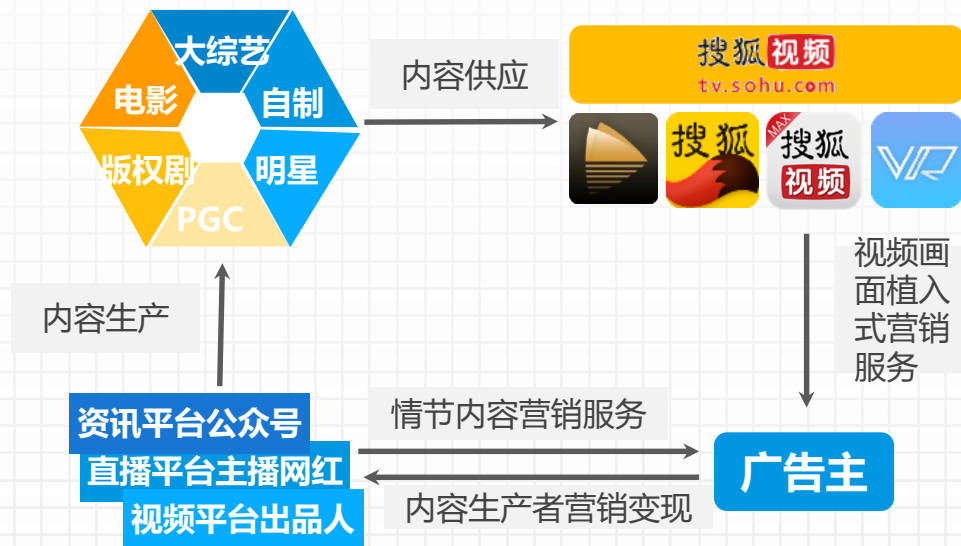 大综艺
电影
自制
版权剧
明星
PGC
内容供应
搜狐视频
tv.sohu.com
搜狐
MAX
搜狐
视频
VR
内容生产
视频画
面植入
式营销
服务
资讯平台公众号
直播平台主播网红
视频平台出品人
情节内容营销服务
内容生产者营销变现
广告主